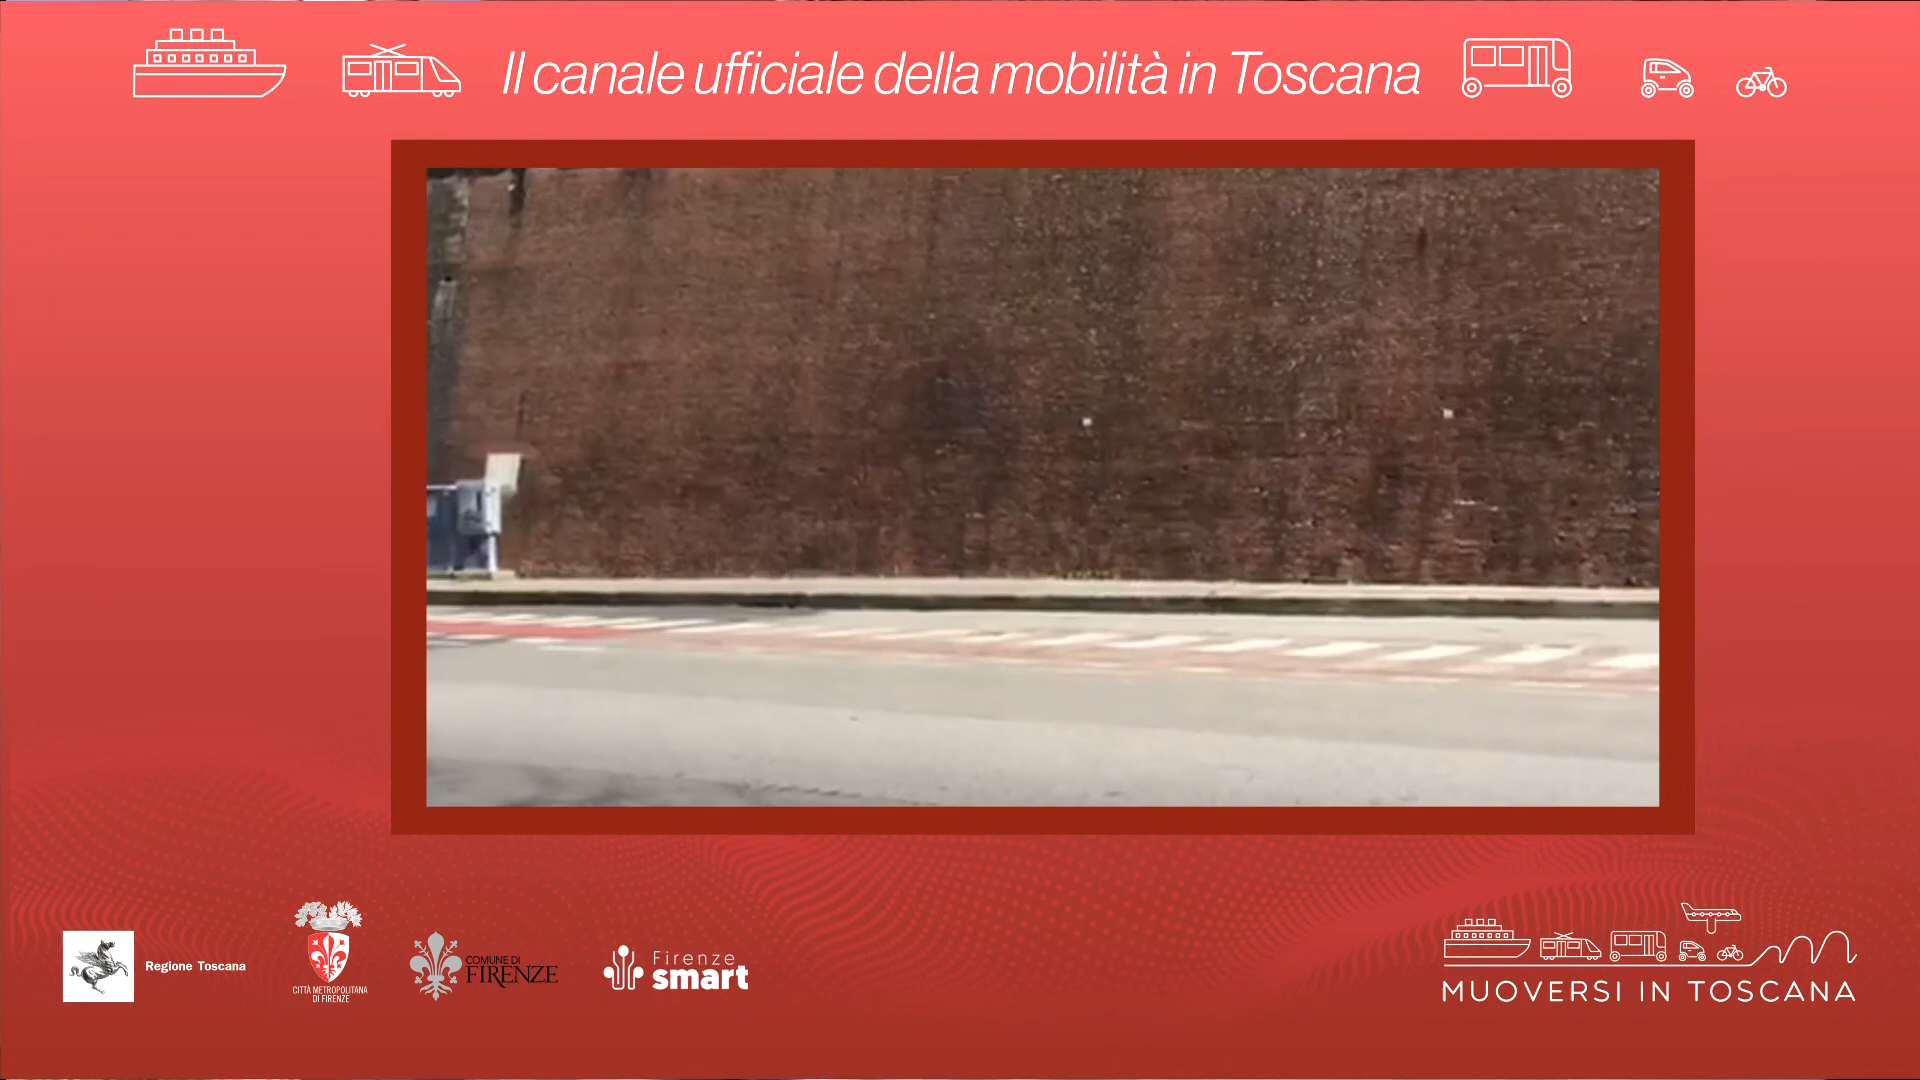 Il canale ufficiale della mobilità in Toscana
Regione Toscana
CITTÀ METROPOLITANA
DI FIRENZE
COMUNE DI
FIRENZE
Firenze
smart
MUOVERSI IN TOSCANA